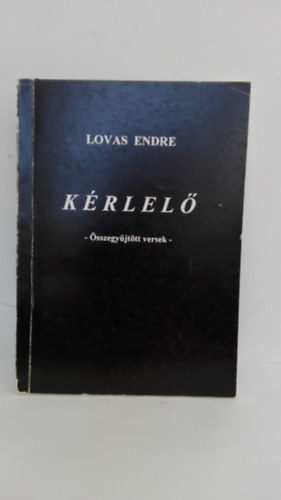 LOVAS ENDRE
KÉRLELŐ
- Összegyűjtött versek -